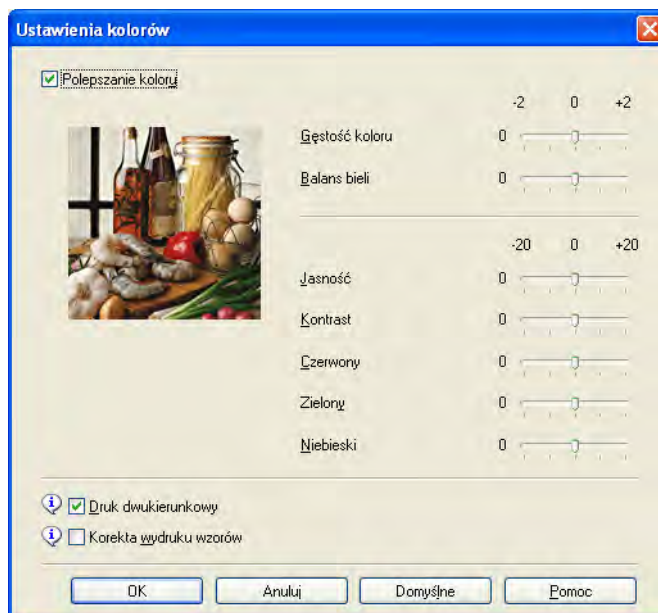 Ustawienia kolorów
Polepszanie koloru
-2 0 +2
Gęstość koloru 0
Balans bieli 0
-20 0 +20
Jasność 0
Kontrast 0
Czerwony 0
Zielony 0
Niebieski 0
Druk dwukierunkowy
Korekta wydruku wzorów
OK Anuluj Domyślne Pomoc